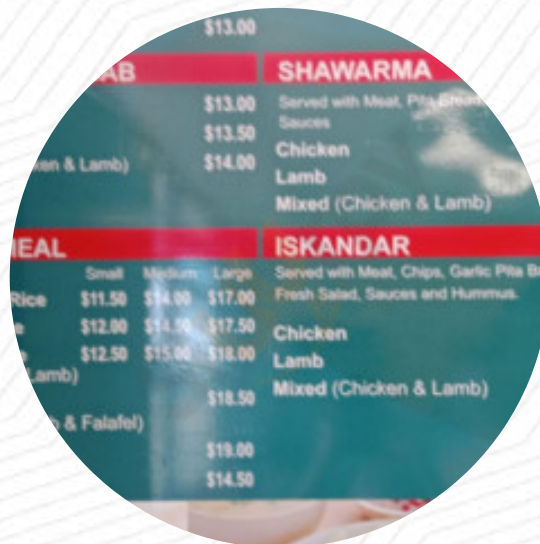 $13.00
AB
$13.00
$13.50
en & Lamb) $14.00
EAL
Small Medium Large
Rice $11.50 $14.00 $17.00
e $12.00 $14.50 $17.50
$12.50 $15.00 $18.00
Lamb)
$18.50
& Falafel)
$19.00
$14.50
SHAWARMA
Served with Meat, Pita Bread
Sauces
Chicken
Lamb
Mixed (Chicken & Lamb)
ISKANDAR
Served with Meat, Chips, Garlic Pita B
Fresh Salad, Sauces and Hummus.
Chicken
Lamb
Mixed (Chicken & Lamb)